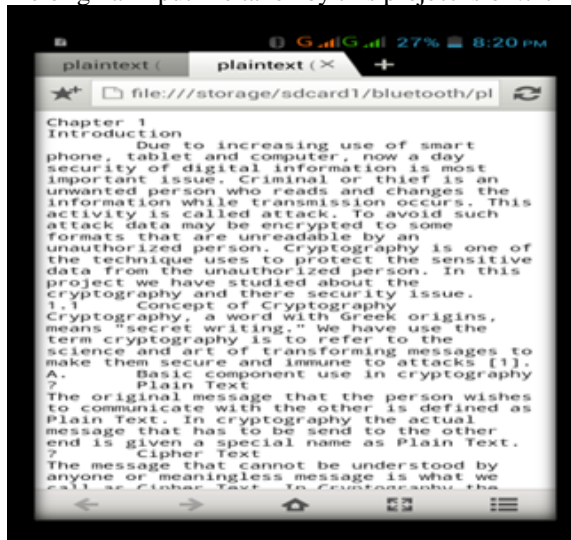 G G 27% 8:20 PM
plaintext ( plaintext ( × +
file:///storage/sdcard1/bluetooth/pl
Chapter 1
Introduction
Due to increasing use of smart
phone, tablet and computer, now a day
security of digital information is most
important issue. Criminal or thief is an
unwanted person who reads and changes the
information while transmission occurs. This
activity is called attack. To avoid such
attack data may be encrypted to some
formats that are unreadable by an
unauthorized person. Cryptography is one of
the technique uses to protect the sensitive
data from the unauthorized person. In this
project we have studied about the
cryptography and there security issue.
1.1 Concept of Cryptography
Cryptography, a word with Greek origins,
means "secret writing." We have use the
term cryptography is to refer to the
science and art of transforming messages to
make them secure and immune to attacks [1].
A. Basic component use in cryptography
? Plain Text
The original message that the person wishes
to communicate with the other is defined as
Plain Text. In cryptography the actual
message that has to be send to the other
end is given a special name as Plain Text.
? Cipher Text
The message that cannot be understood by
anyone or meaningless message is what we
call as Cipher Text. In Cryptography the